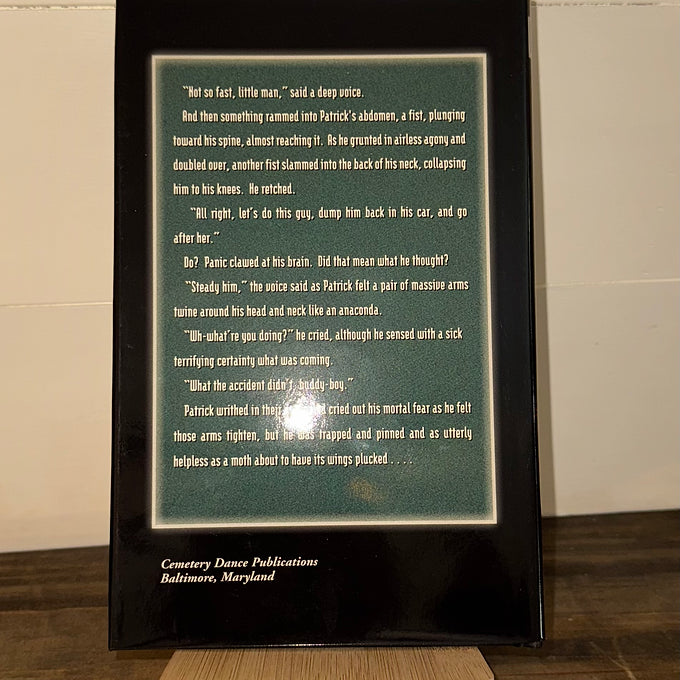 “Not so fast, little man,” said a deep voice.
And then something rammed into Patrick’s abdomen, a fist, plunging
toward his spine, almost reaching it. As he grunted in airless agony and
doubled over, another fist slammed into the back of his neck, collapsing
him to his knees. He retched.
“All right, let’s do this guy, dump him back in his car, and go
after her.”
Do? Panic clawed at his brain. Did that mean what he thought?
“Steady him,” the voice said as Patrick felt a pair of massive arms
twine around his head and neck like an anaconda.
“Wh-what’re you doing?” he cried, although he sensed with a sick
terrifying certainty what was coming.
“What the accident didn’t, buddy-boy.”
Patrick writhed in their cried out his mortal fear as he felt
those arms tighten, but he was trapped and pinned and as utterly
helpless as a moth about to have its wings plucked . . . .
Cemetery Dance Publications
Baltimore, Maryland